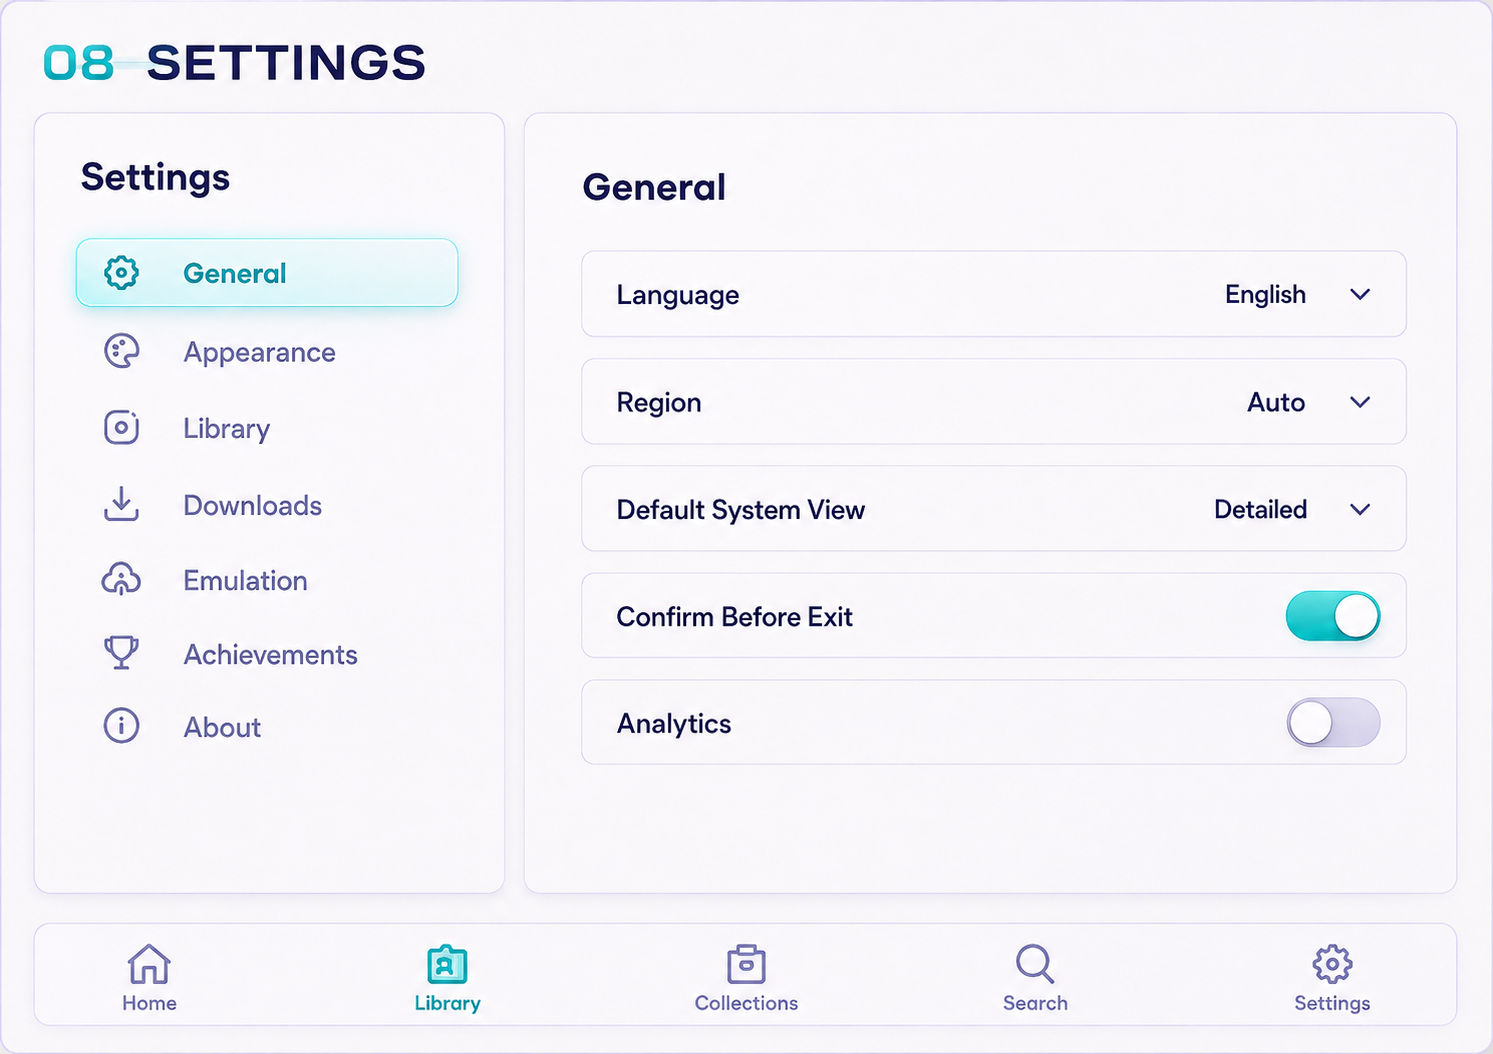 08 SETTINGS
Settings
General
Appearance
Library
Downloads
Emulation
Achievements
About
General
Language English
Region Auto
Default System View Detailed
Confirm Before Exit
Analytics
Home Library Collections Search Settings